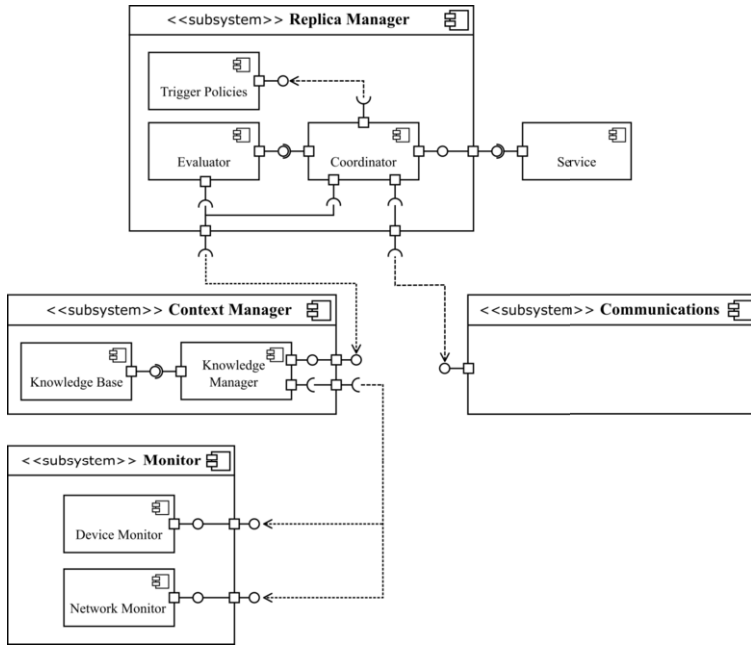 <<subsystem>> Replica Manager
Trigger Policies
Evaluator
Coordinator
Service
<<subsystem>> Context Manager
<<subsystem>> Communications
Knowledge Base
Knowledge
Manager
<<subsystem>> Monitor
Device Monitor
Network Monitor